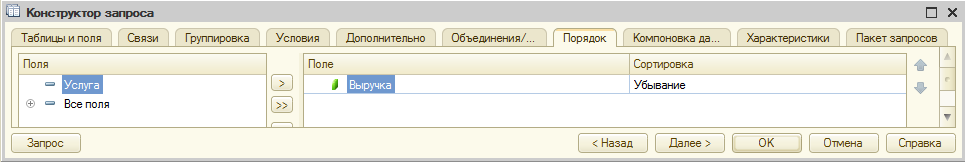 Конструктор запроса
Таблицы и поля Связи Группировка Условия Дополнительно Объединения/... Порядок Компоновка да... Характеристики Пакет запросов
Поля Поле Сортировка
Услуга > Выручка Убывание
Все поля >>
Запрос < Назад Далее > OK Отмена Справка